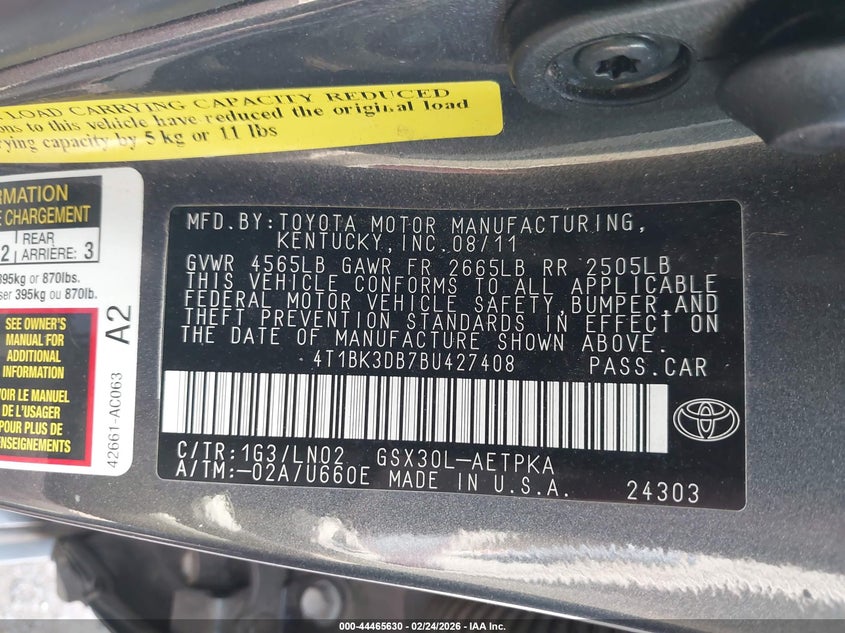 LOAD CARRYING CAPACITY REDUCED
ons to this vehicle have reduced the original load
rying capacity by 5 kg or 11 lbs
RMATION
E CHARGEMENT
2 REAR ARRIÈRE: 3
395kg or 870lbs.
ser 395kg ou 870lb.
SEE OWNER'S
MANUAL FOR
ADDITIONAL
INFORMATION
VOIR LE MANUEL
DE L'USAGER
POUR PLUS DE
RENSEIGNEMENTS
42661-AC063 A2
MFD.BY:TOYOTA MOTOR MANUFACTURING,
KENTUCKY,INC.08/11
GVWR 4565LB GAWR FR 2665LB RR 2505LB
THIS VEHICLE CONFORMS TO ALL APPLICABLE
FEDERAL MOTOR VEHICLE SAFETY,BUMPER,AND
THEFT PREVENTION STANDARDS IN EFFECT ON
THE DATE OF MANUFACTURE SHOWN ABOVE.
4T1BK3DB7BU427408 PASS.CAR
C/TR:1G3/LN02 GSX30L-AETPKA
A/TM:-02A/U660E MADE IN U.S.A. 24303
TOYOTA
000-44465630 - 02/24/2026 - IAA Inc.